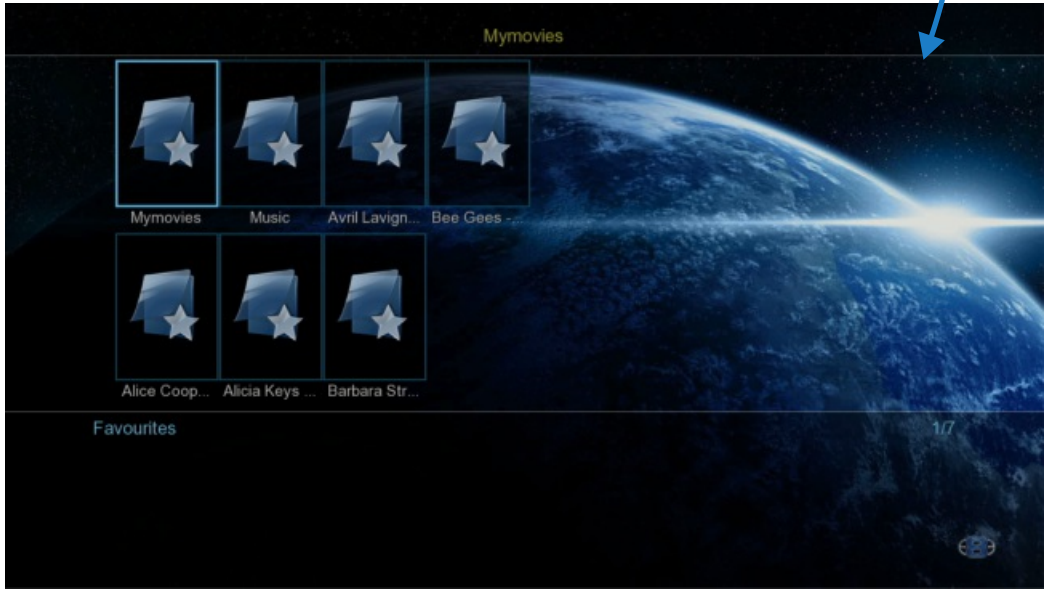 Mymovies
Mymovies Music Avril Lavign... Bee Gees -...
Alice Coop... Alicia Keys ... Barbara Str...
Favourites 1/7